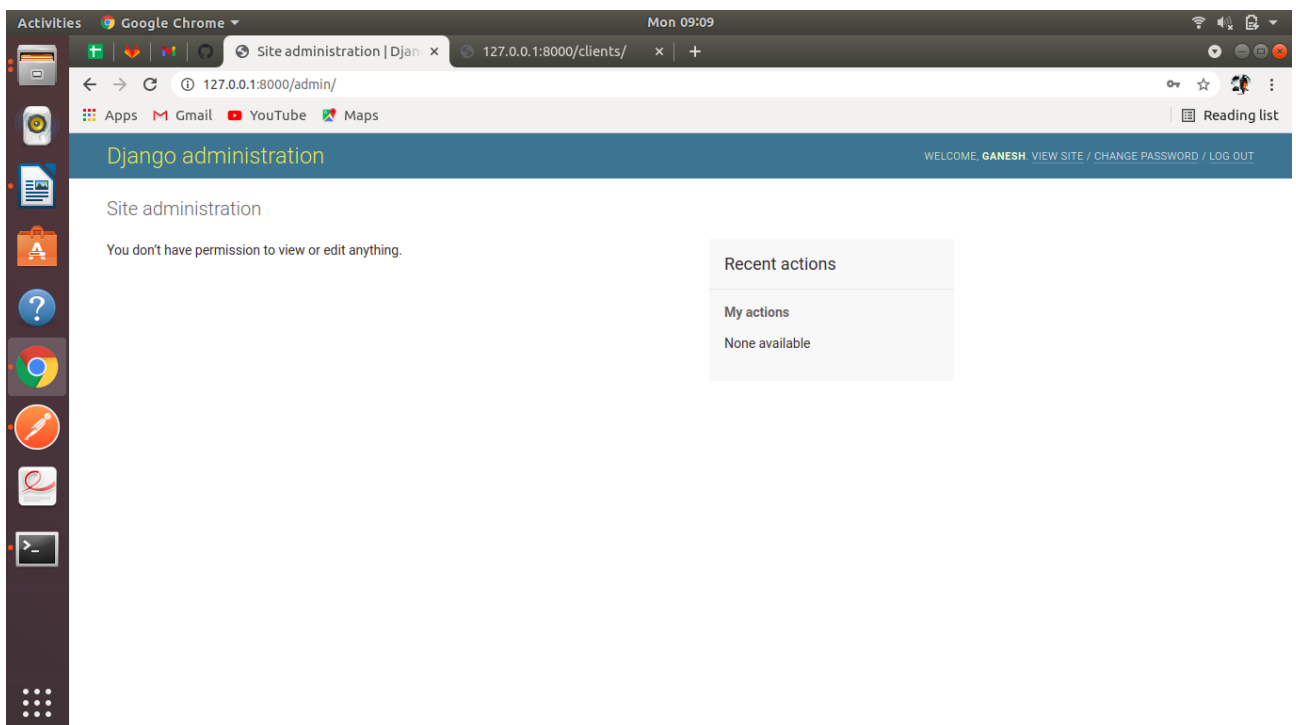 Activities Google Chrome Mon 09:09
Site administration | Djan 127.0.0.1:8000/clients/
127.0.0.1:8000/admin/
Apps Gmail YouTube Maps Reading list
Django administration WELCOME, GANESH. VIEW SITE / CHANGE PASSWORD / LOG OUT
Site administration
You don't have permission to view or edit anything.
Recent actions
My actions
None available